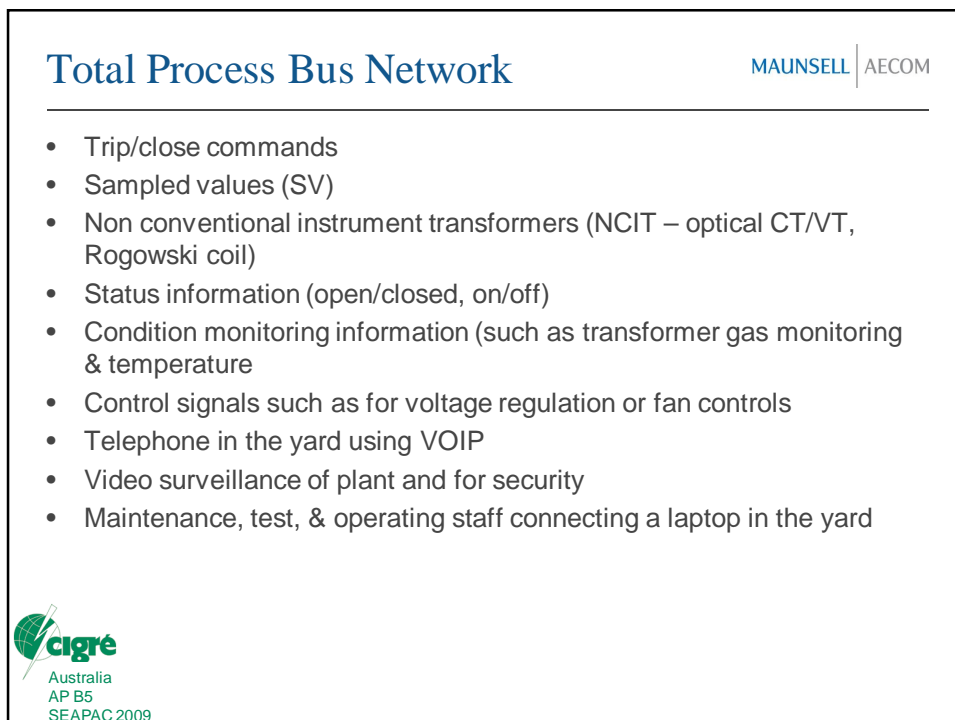 Total Process Bus Network
MAUNSELL AECOM
• Trip/close commands
• Sampled values (SV)
• Non conventional instrument transformers (NCIT – optical CT/VT,
Rogowski coil)
• Status information (open/closed, on/off)
• Condition monitoring information (such as transformer gas monitoring
& temperature
• Control signals such as for voltage regulation or fan controls
• Telephone in the yard using VOIP
• Video surveillance of plant and for security
• Maintenance, test, & operating staff connecting a laptop in the yard
cigré
Australia
AP B5
SEAPAC 2009